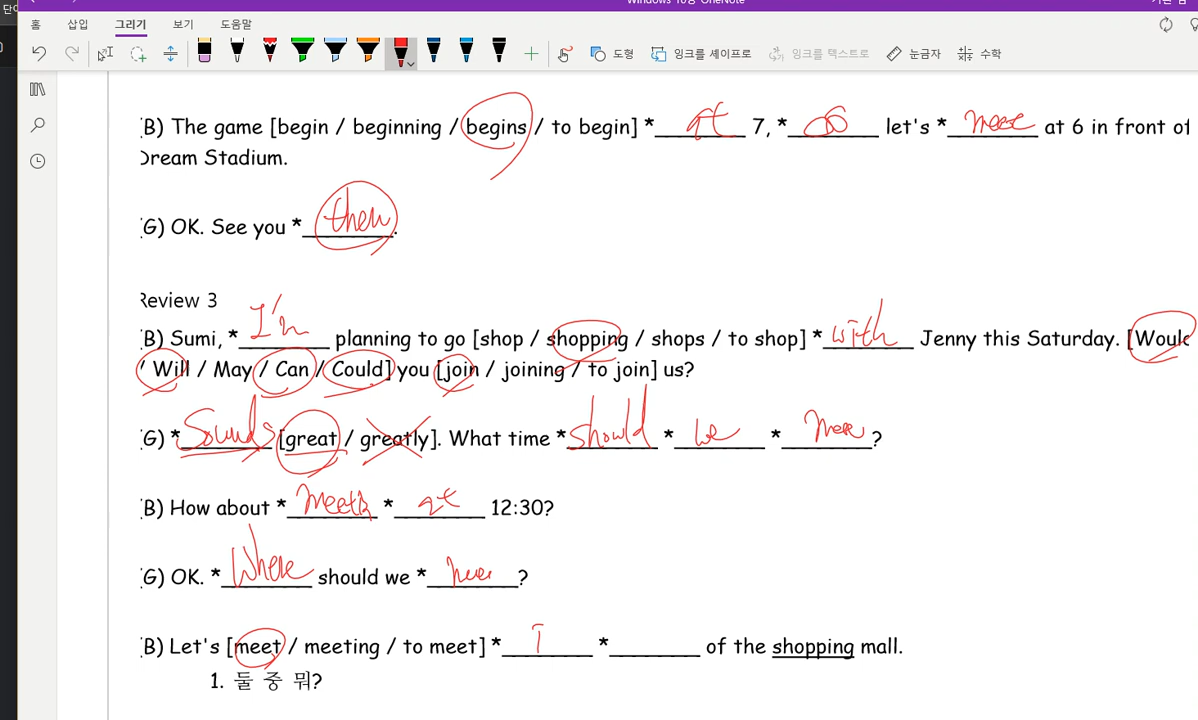 Windows 10용 OneNote
홈 삽입 그리기 보기 도움말
도형 잉크를 셰이프로 잉크를 텍스트로 눈금자 수학
B) The game [begin / beginning / begins / to begin] * at 7, * so let's * meet at 6 in front of
Dream Stadium.
G) OK. See you * then.
Review 3
B) Sumi, * I'm planning to go [shop / shopping / shops / to shop] * with Jenny this Saturday. [Would
/ Will / May / Can / Could] you [join / joining / to join] us?
G) * Sounds [great / greatly]. What time * should * we * meet ?
B) How about * meeting * at 12:30?
G) OK. * Where should we * meet ?
B) Let's [meet / meeting / to meet] * * of the shopping mall.
1. 둘 중 뭐?